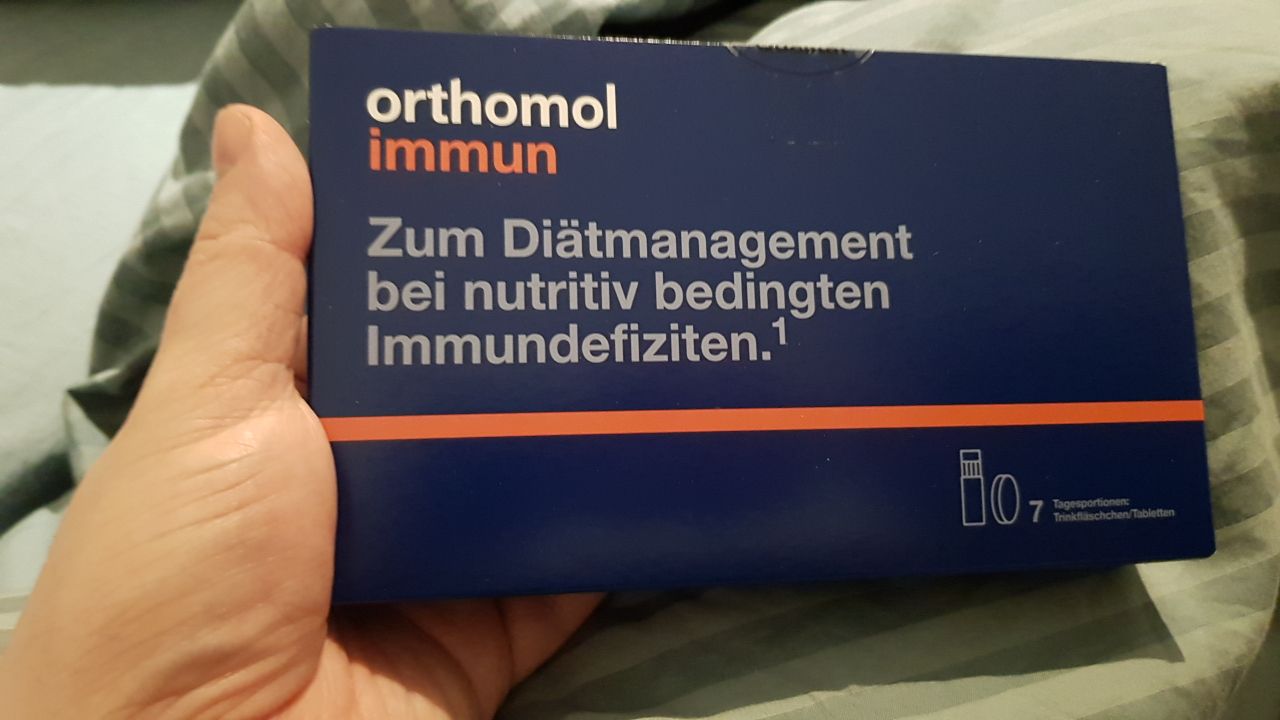 orthomol
immun
Zum Diätmanagement
bei nutritiv bedingten
Immundefiziten.¹
7 Tagesportionen:
Trinkfläschchen/Tabletten